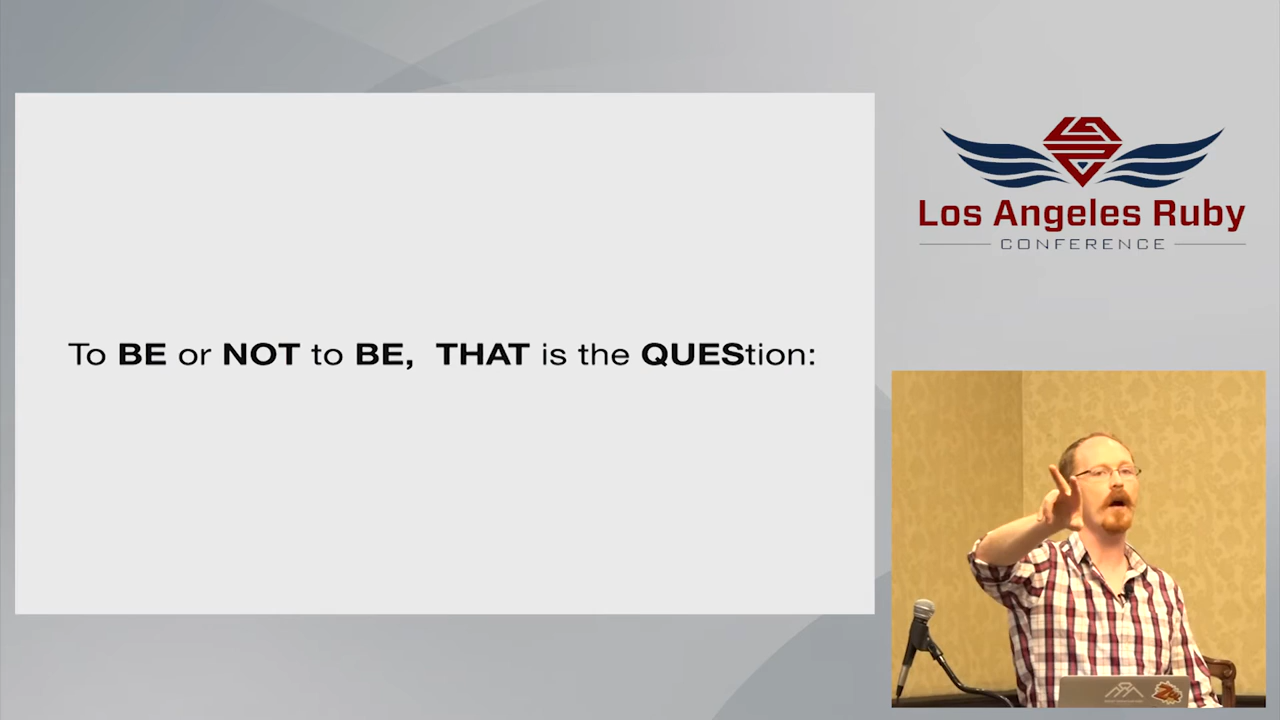 To BE or NOT to BE, THAT is the QUEStion:
Los Angeles Ruby
CONFERENCE